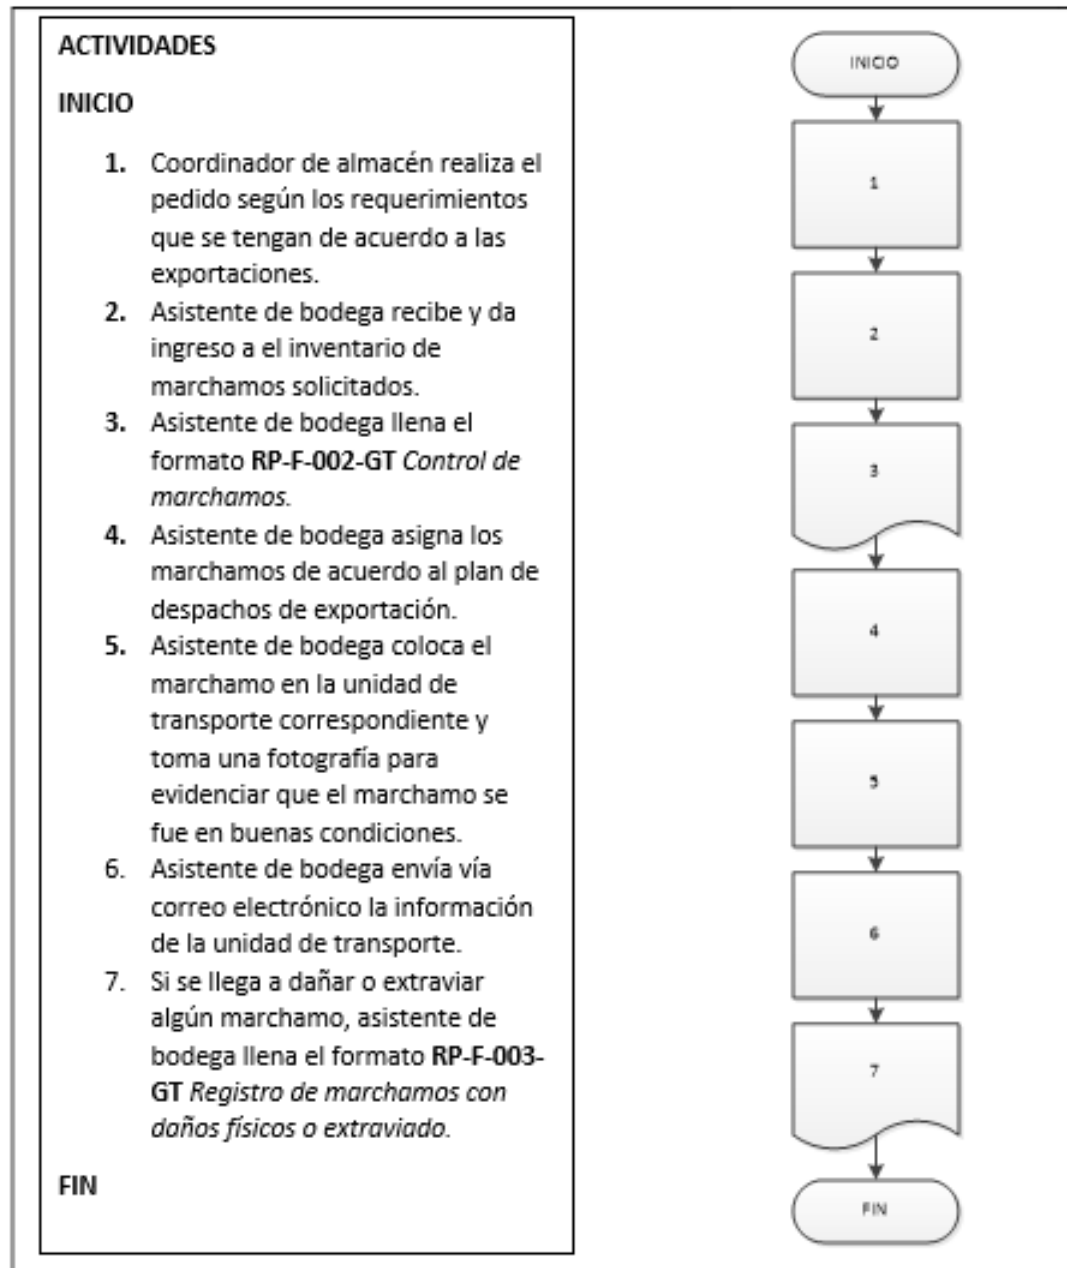 ACTIVIDADES
INICIO
1. Coordinador de almacén realiza el
pedido según los requerimientos
que se tengan de acuerdo a las
exportaciones.
2. Asistente de bodega recibe y da
ingreso a el inventario de
marchamos solicitados.
3. Asistente de bodega llena el
formato RP-F-002-GT Control de
marchamos.
4. Asistente de bodega asigna los
marchamos de acuerdo al plan de
despachos de exportación.
5. Asistente de bodega coloca el
marchamo en la unidad de
transporte correspondiente y
toma una fotografía para
evidenciar que el marchamo se
fue en buenas condiciones.
6. Asistente de bodega envía vía
correo electrónico la información
de la unidad de transporte.
7. Si se llega a dañar o extraviar
algún marchamo, asistente de
bodega llena el formato RP-F-003-
GT Registro de marchamos con
daños físicos o extraviado.
FIN
INICIO
1
2
3
4
5
6
7
FIN